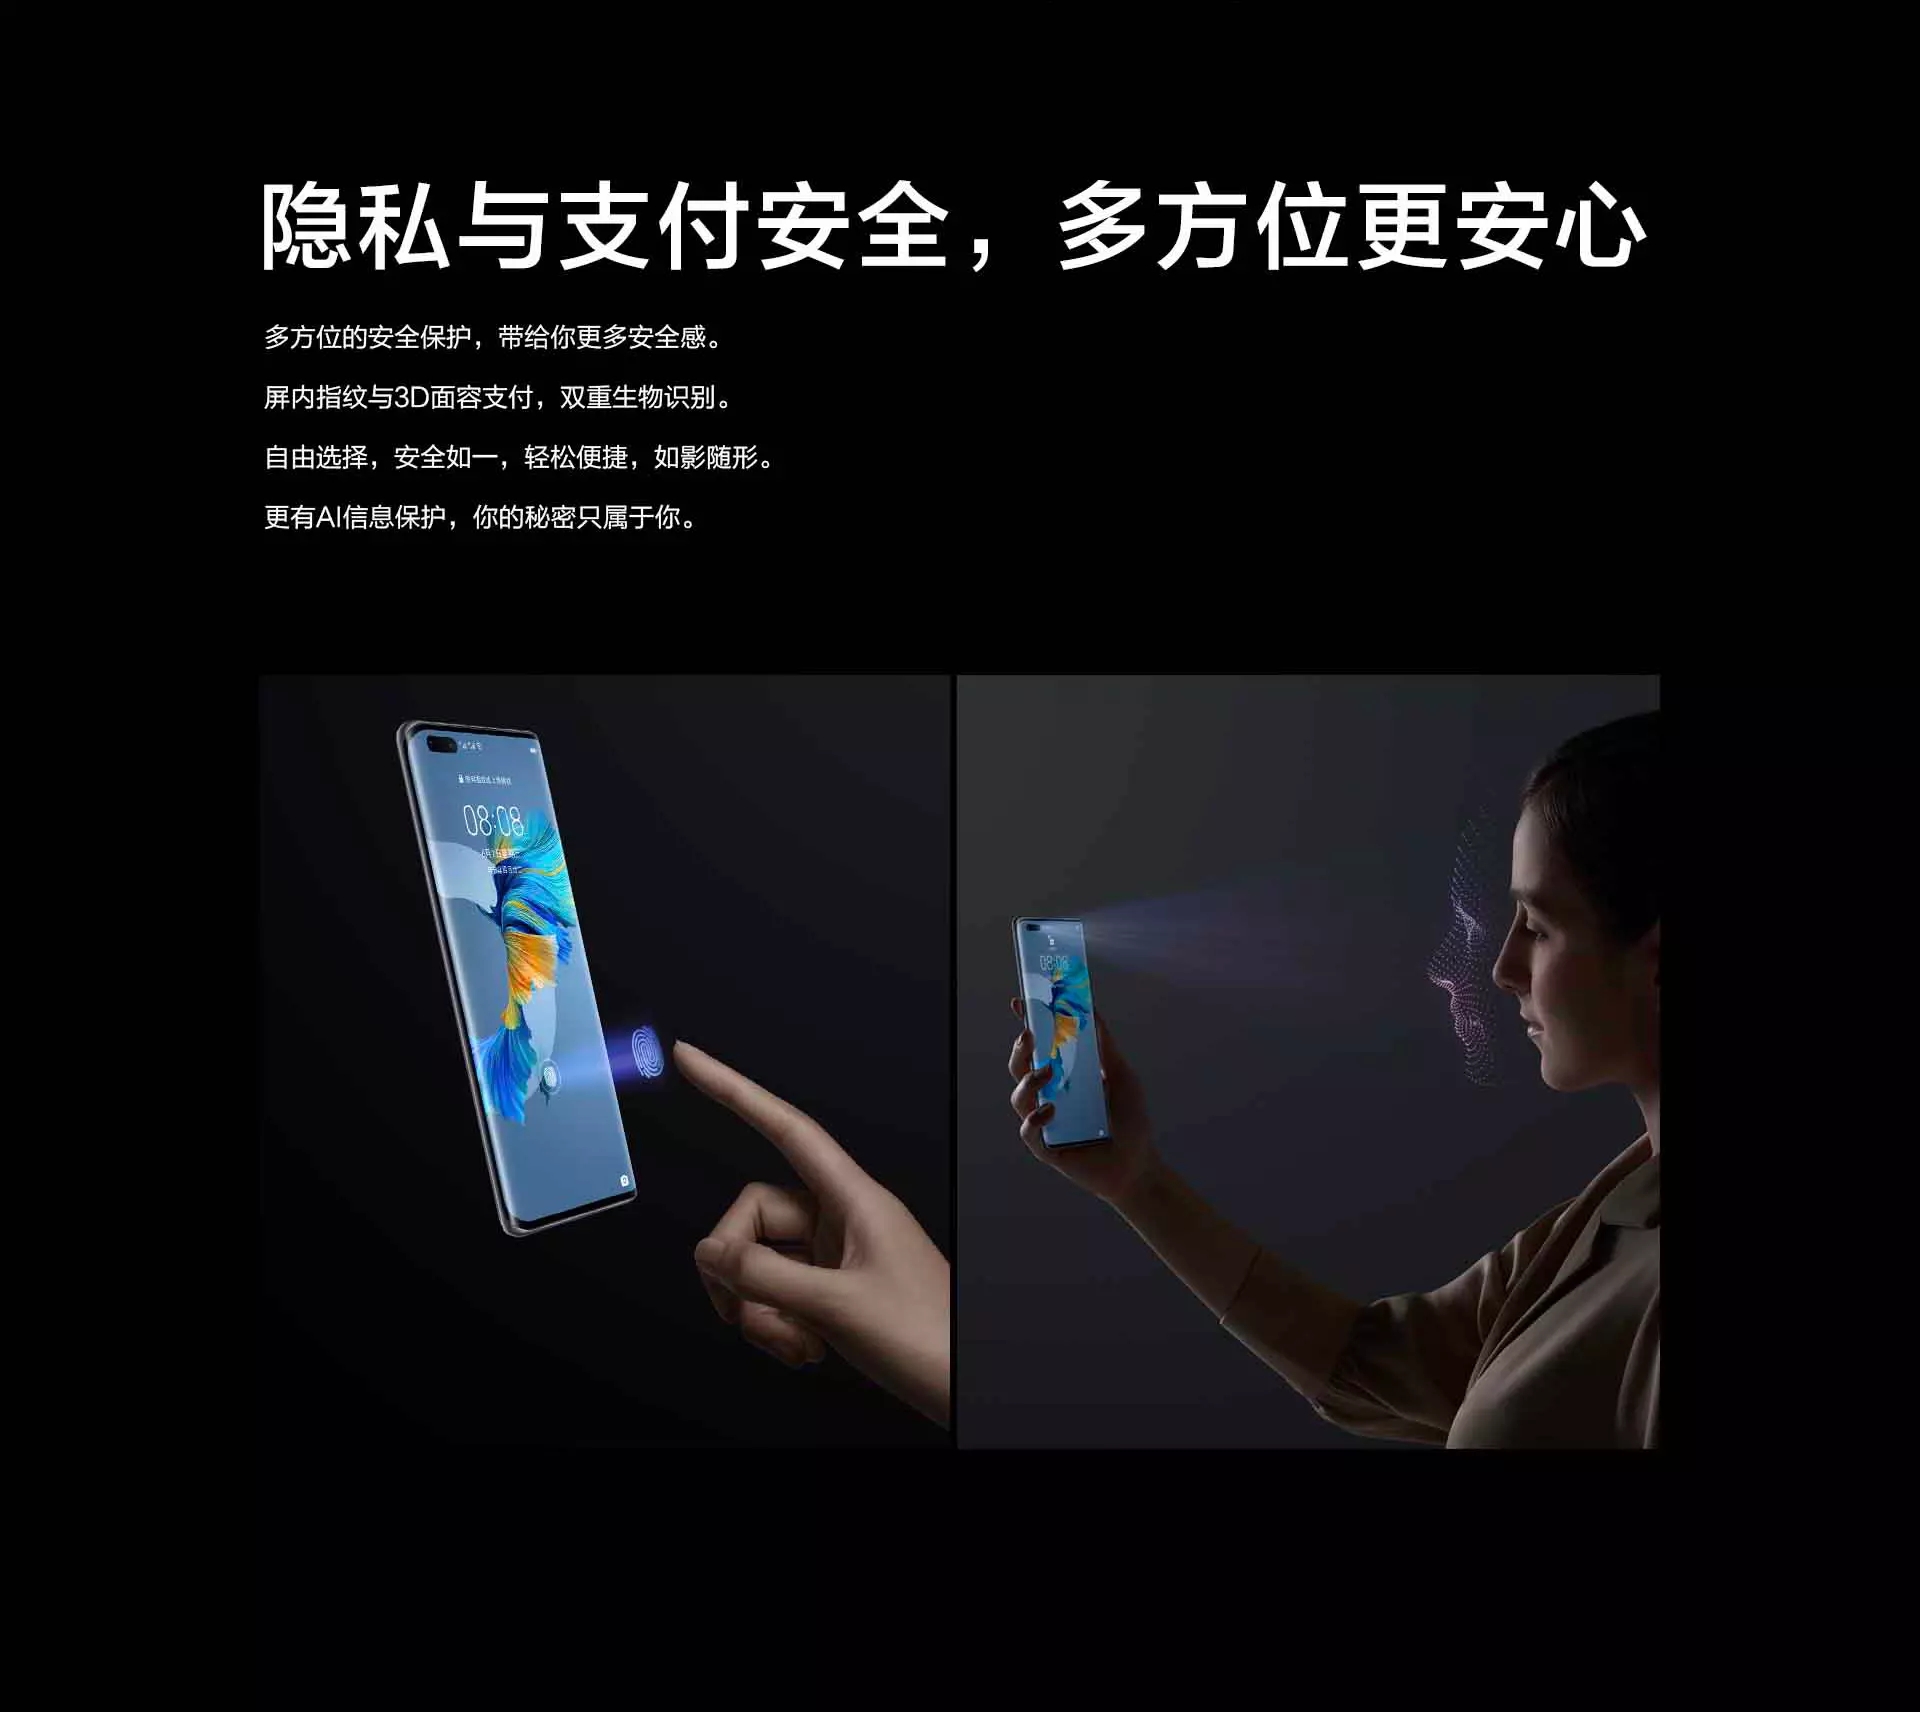 隐私与支付安全，多方位更安心
多方位的安全保护，带给你更多安全感。
屏内指纹与3D面容支付，双重生物识别。
自由选择，安全如一，轻松便捷，如影随形。
更有AI信息保护，你的秘密只属于你。
08:08
08:08